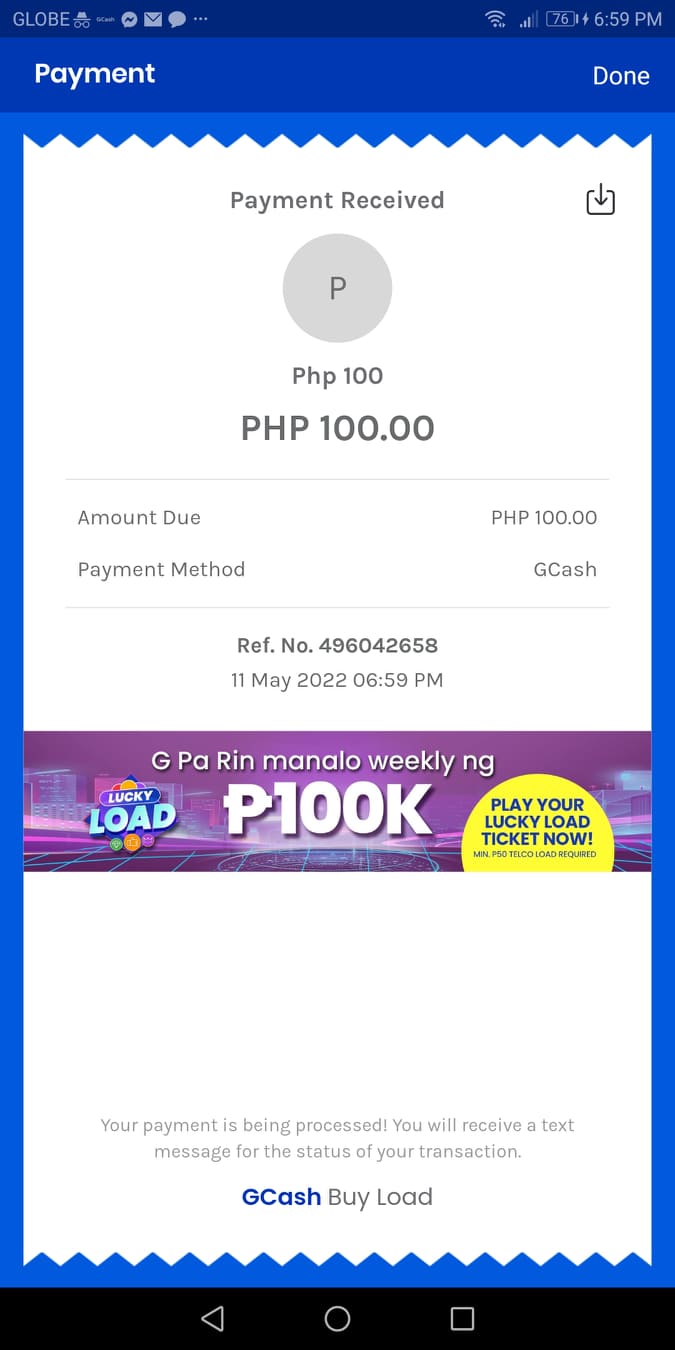 GLOBE GCash 76 6:59 PM
Payment
Done
Payment Received
P
Php 100
PHP 100.00
Amount Due PHP 100.00
Payment Method GCash
Ref. No. 496042658
11 May 2022 06:59 PM
G Pa Rin manalo weekly ng
₱100K
LUCKY
LOAD
PLAY YOUR
LUCKY LOAD
TICKET NOW!
MIN. P50 TELCO LOAD REQUIRED
Your payment is being processed! You will receive a text
message for the status of your transaction.
GCash Buy Load